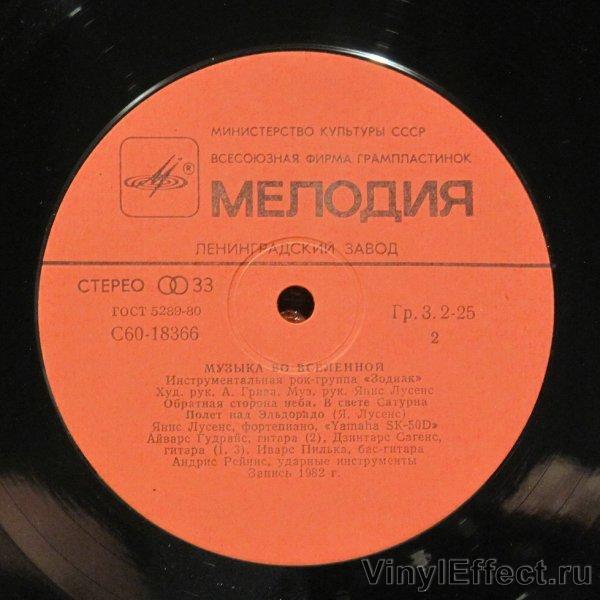 МИНИСТЕРСТВО КУЛЬТУРЫ СССР
ВСЕСОЮЗНАЯ ФИРМА ГРАМПЛАСТИНОК
®
МЕЛОДИЯ
ЛЕНИНГРАДСКИЙ ЗАВОД
СТЕРЕО 33
ГОСТ 5289-80
С60-18366
Гр. 3. 2-25
2
МУЗЫКА ВО ВСЕЛЕННОЙ
Инструментальная рок-группа «Зодиак»
Худ. рук. А. Грива. Муз. рук. Янис Лусенс
Обратная сторона неба. В свете Сатурна
Полет над Эльдорадо (Я. Лусенс)
Янис Лусенс, фортепиано, «Yamaha SK-50D»
Айварс Гудрайс, гитара (2), Дзинтарс Сагенс,
гитара (1, 3), Иварс Пилька, бас-гитара
Андрис Рейнис, ударные инструменты
Запись 1982 г.
VinylEffect.ru